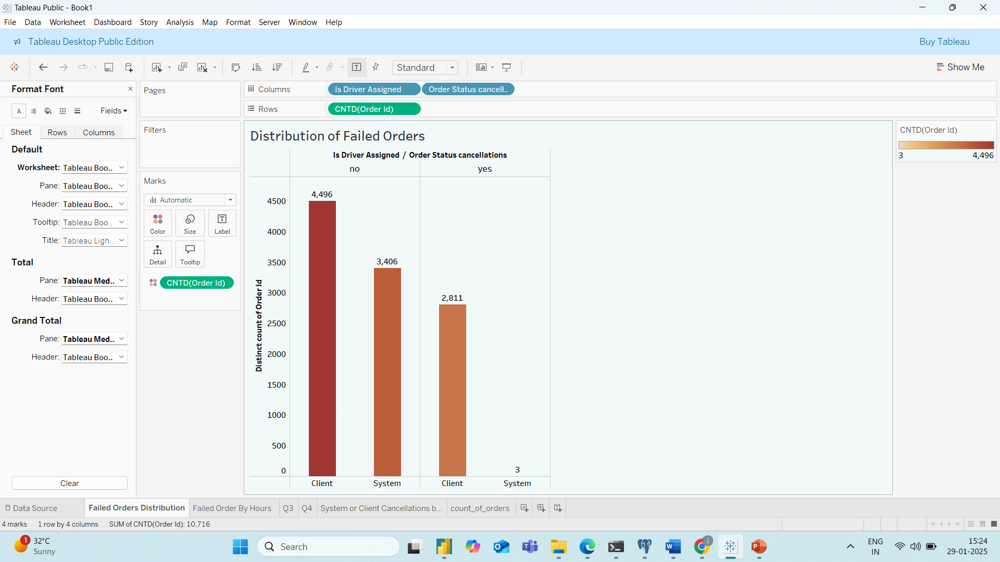 Tableau Public - Book1
File Data Worksheet Dashboard Story Analysis Map Format Server Window Help
Tableau Desktop Public Edition
Buy Tableau
Standard
Show Me
Format Font
Fields
Sheet Rows Columns
Default
Worksheet: Tableau Boo..
Pane: Tableau Boo..
Header: Tableau Boo..
Tooltip: Tableau Boo..
Title: Tableau Ligh..
Total
Pane: Tableau Med..
Header: Tableau Boo..
Grand Total
Pane: Tableau Med..
Header: Tableau Boo..
Clear
Pages
Filters
Marks
Automatic
Color Size Label
Detail Tooltip
CNTD(Order Id)
Columns Is Driver Assigned Order Status cancell..
Rows CNTD(Order Id)
Distribution of Failed Orders
Is Driver Assigned / Order Status cancellations
no yes
Distinct count of Order Id
4500
4000
3500
3000
2500
2000
1500
1000
500
0
4,496
3,406
2,811
3
Client System Client System
CNTD(Order Id)
3 4,496
Data Source Failed Orders Distribution Failed Order By Hours Q3 Q4 System or Client Cancellations b... count_of_orders
4 marks 1 row by 4 columns SUM of CNTD(Order Id): 10,716
1
32°C
Sunny
Search
ENG
IN
15:24
29-01-2025